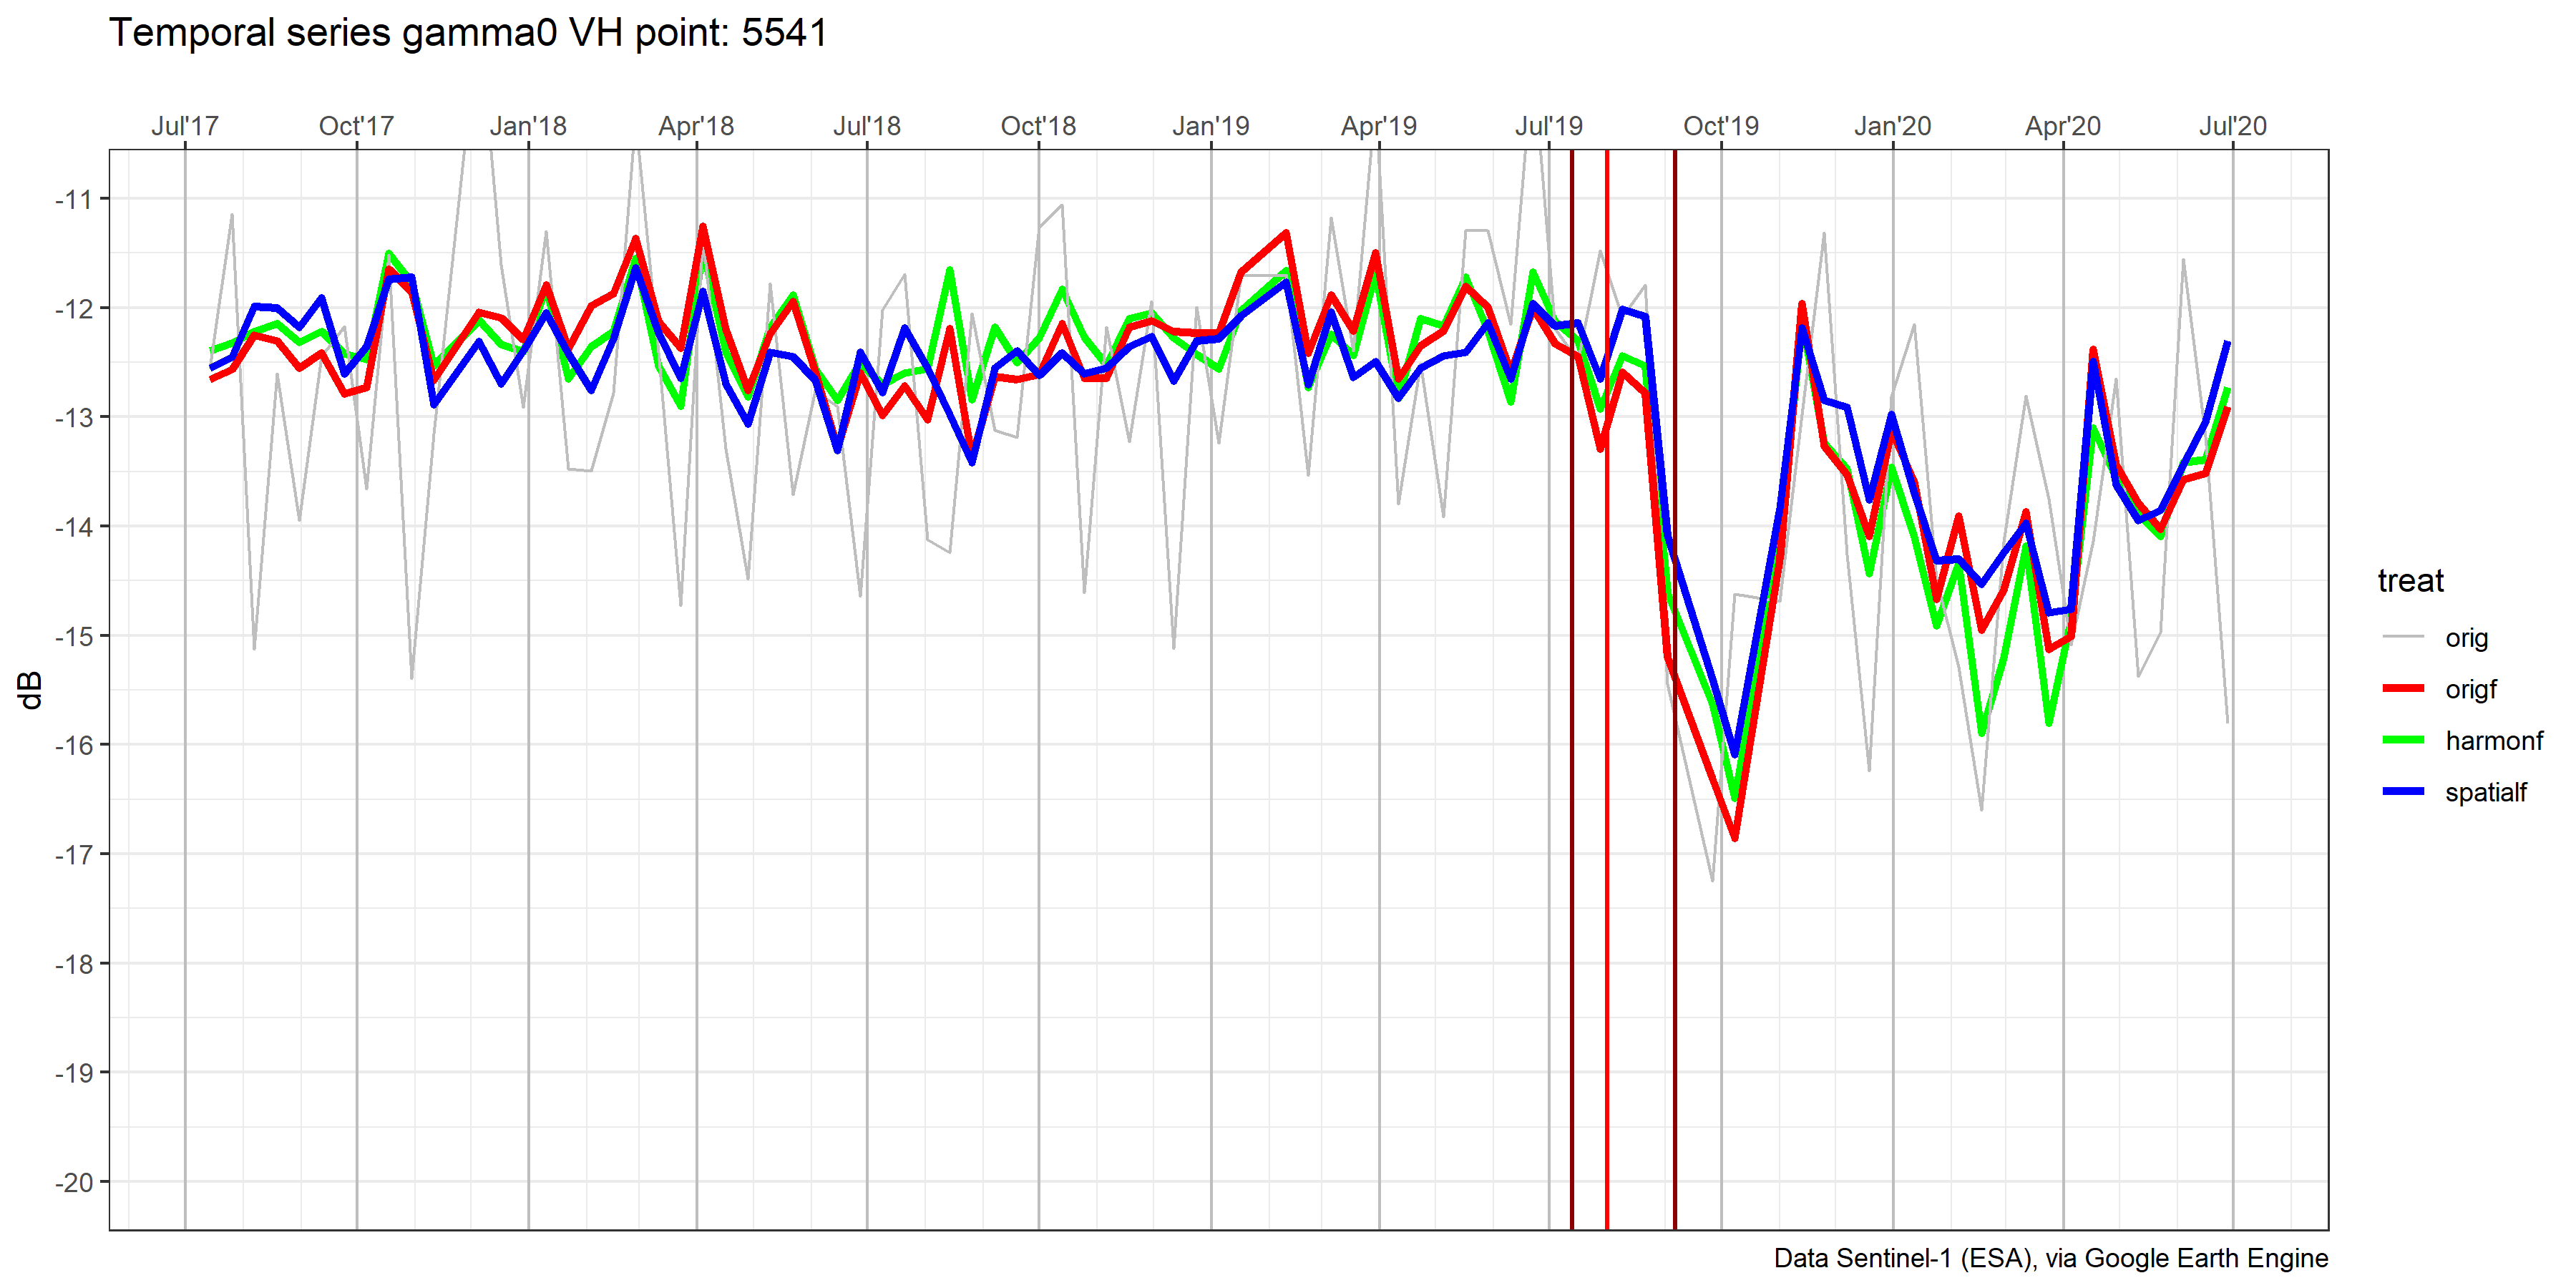 Temporal series gamma0 VH point: 5541
Jul'17 Oct'17 Jan'18 Apr'18 Jul'18 Oct'18 Jan'19 Apr'19 Jul'19 Oct'19 Jan'20 Apr'20 Jul'20
-11
-12
-13
-14
-15
-16
-17
-18
-19
-20
dB
treat
orig
origf
harmonf
spatialf
Data Sentinel-1 (ESA), via Google Earth Engine